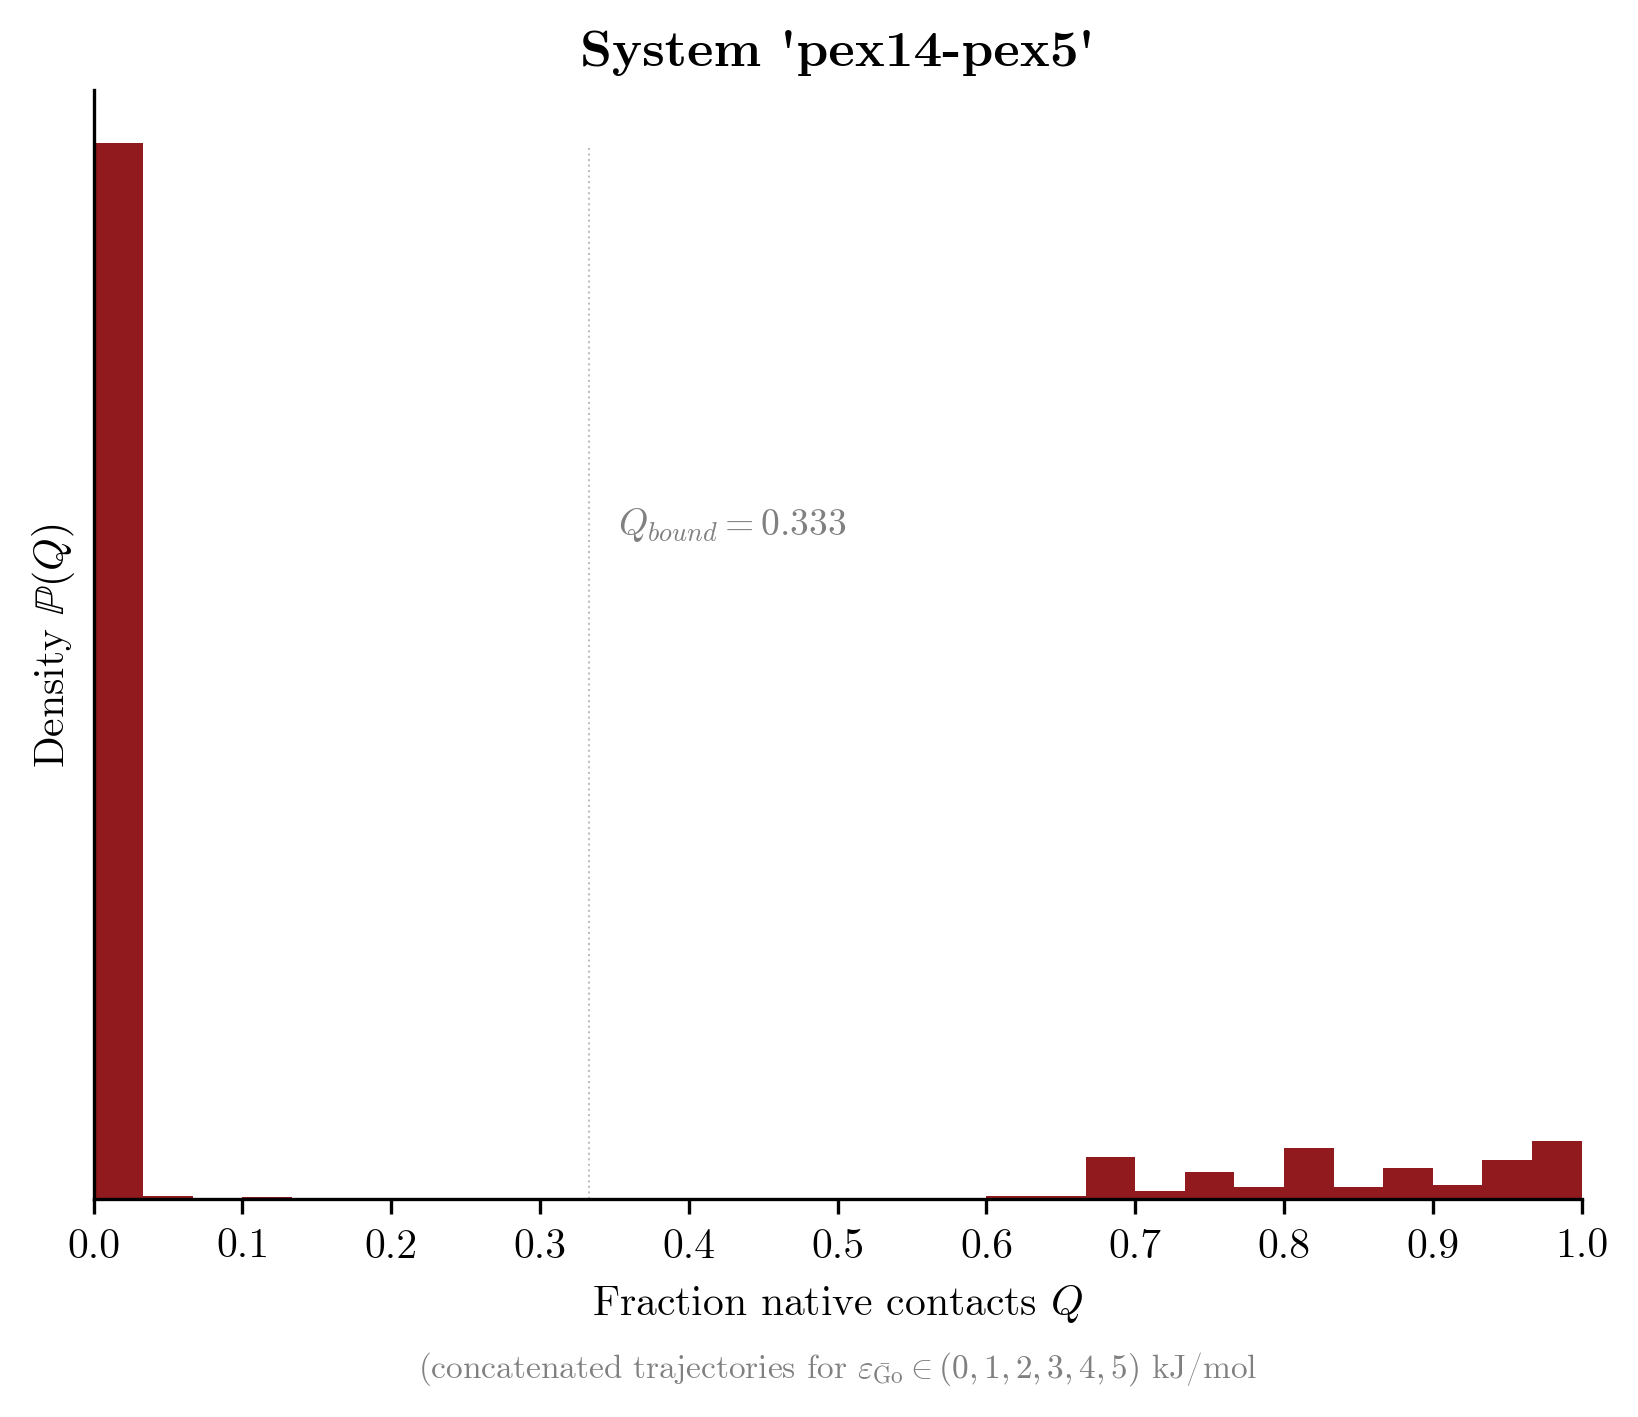 System 'pex14-pex5'
Density ℙ(Q)
Q_bound = 0.333
0.0 0.1 0.2 0.3 0.4 0.5 0.6 0.7 0.8 0.9 1.0
Fraction native contacts Q
(concatenated trajectories for ε_Ḡo ∈ (0, 1, 2, 3, 4, 5) kJ/mol